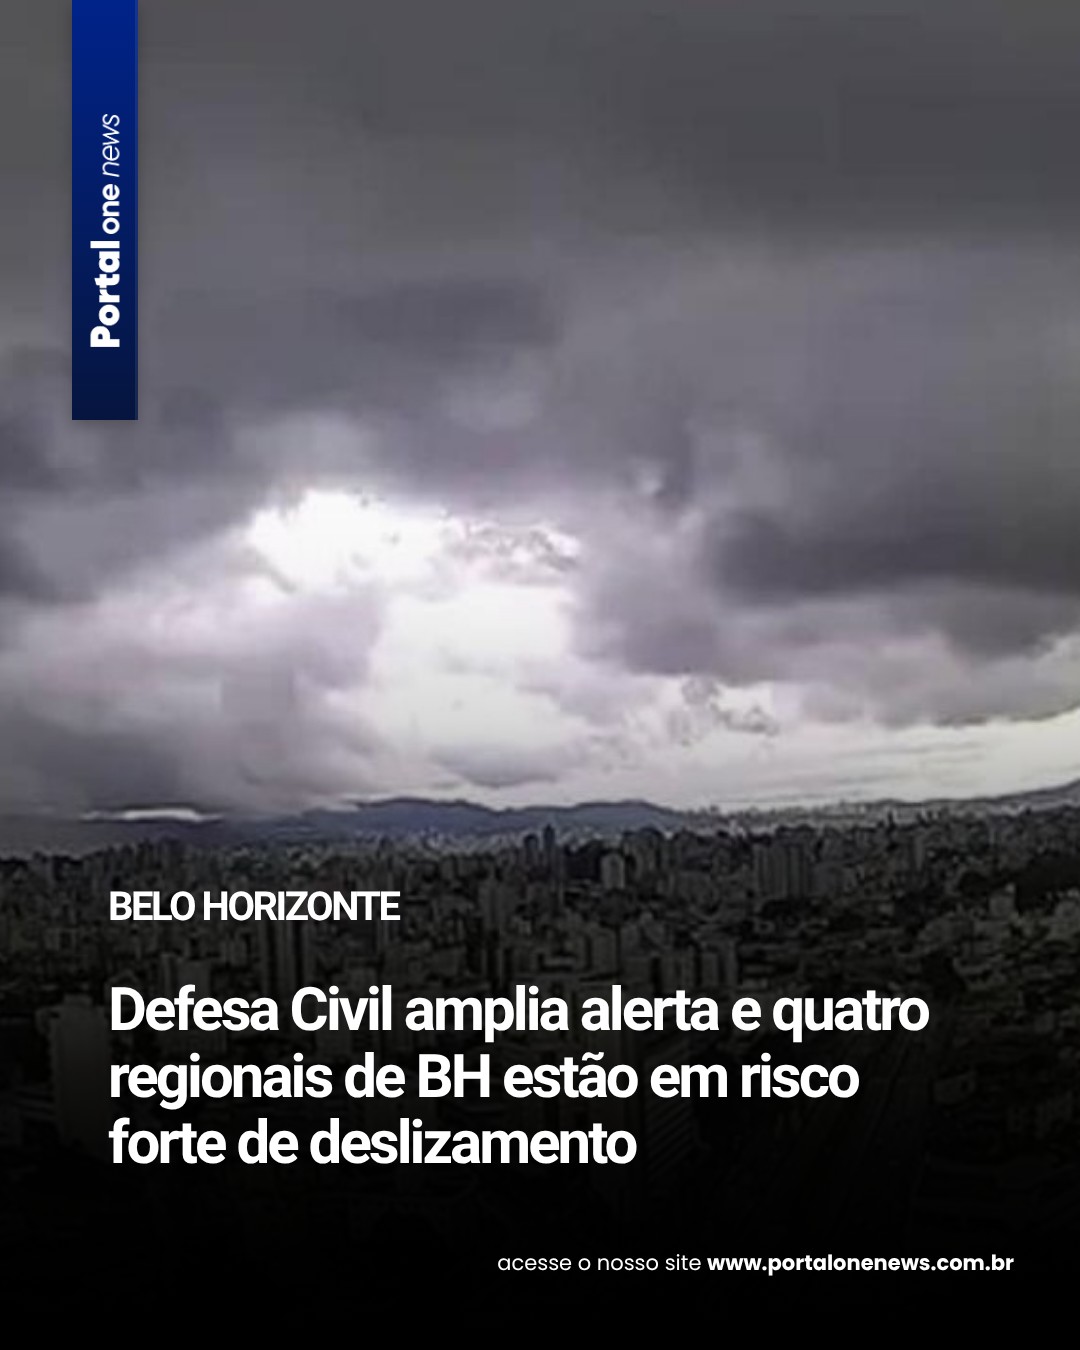 Portal one news
BELO HORIZONTE
Defesa Civil amplia alerta e quatro
regionais de BH estão em risco
forte de deslizamento
acesse o nosso site www.portalonenews.com.br